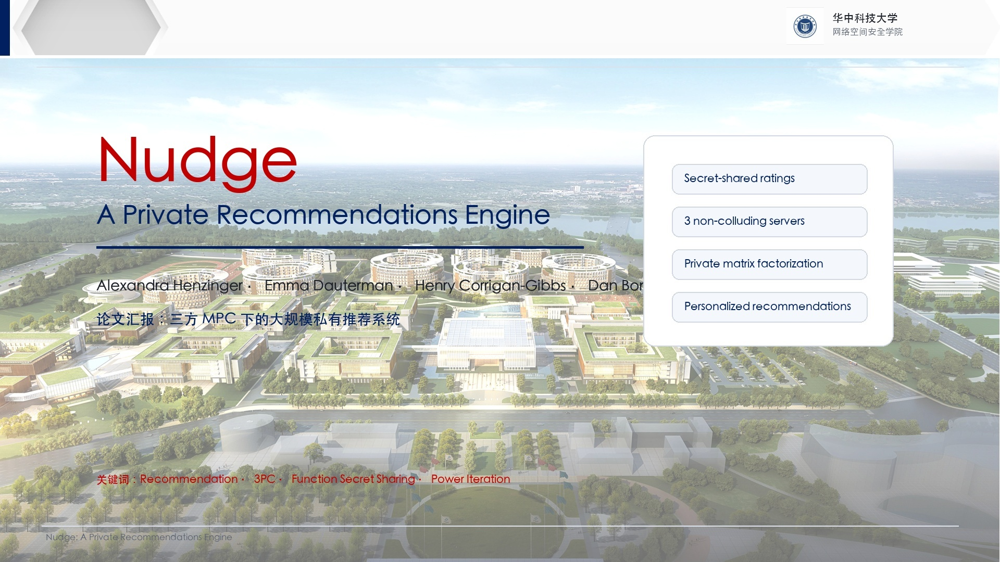 华中科技大学
网络空间安全学院
Nudge
A Private Recommendations Engine
Alexandra Henzinger · Emma Dauterman · Henry Corrigan-Gibbs · Dan
论文汇报：三方 MPC 下的大规模私有推荐系统
Secret-shared ratings
3 non-colluding servers
Private matrix factorization
Personalized recommendations
关键词：Recommendation · 3PC · Function Secret Sharing · Power Iteration
Nudge: A Private Recommendations Engine